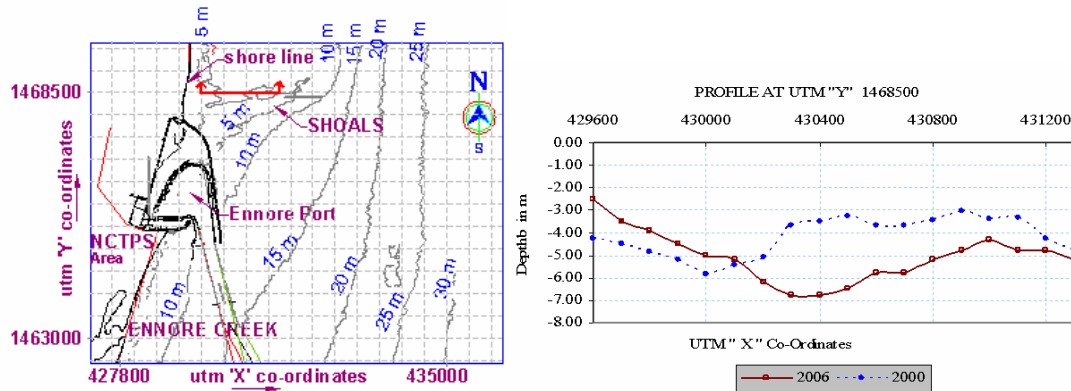 5 m
10 m
15 m
20 m
25 m
shore line
1468500
N
S
5 m
SHOALS
10 m
utm 'Y' co-ordinates
Ennore Port
NCTPS
Area
15 m
20 m
25 m
30 m
10 m
ENNORE CREEK
1463000
427800
utm 'X' co-ordinates
435000
PROFILE AT UTM "Y" 1468500
429600
430000
430400
430800
431200
0.00
-1.00
-2.00
-3.00
-4.00
-5.00
-6.00
-7.00
-8.00
Depthb in m
UTM " X" Co-Ordinates
2006
2000